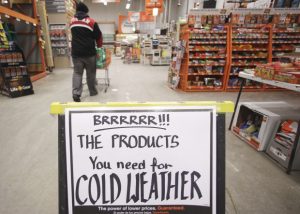 BRRRRRR!!!
THE PRODUCTS
You need for
COLD WEATHER
The power of lower prices. Guaranteed.